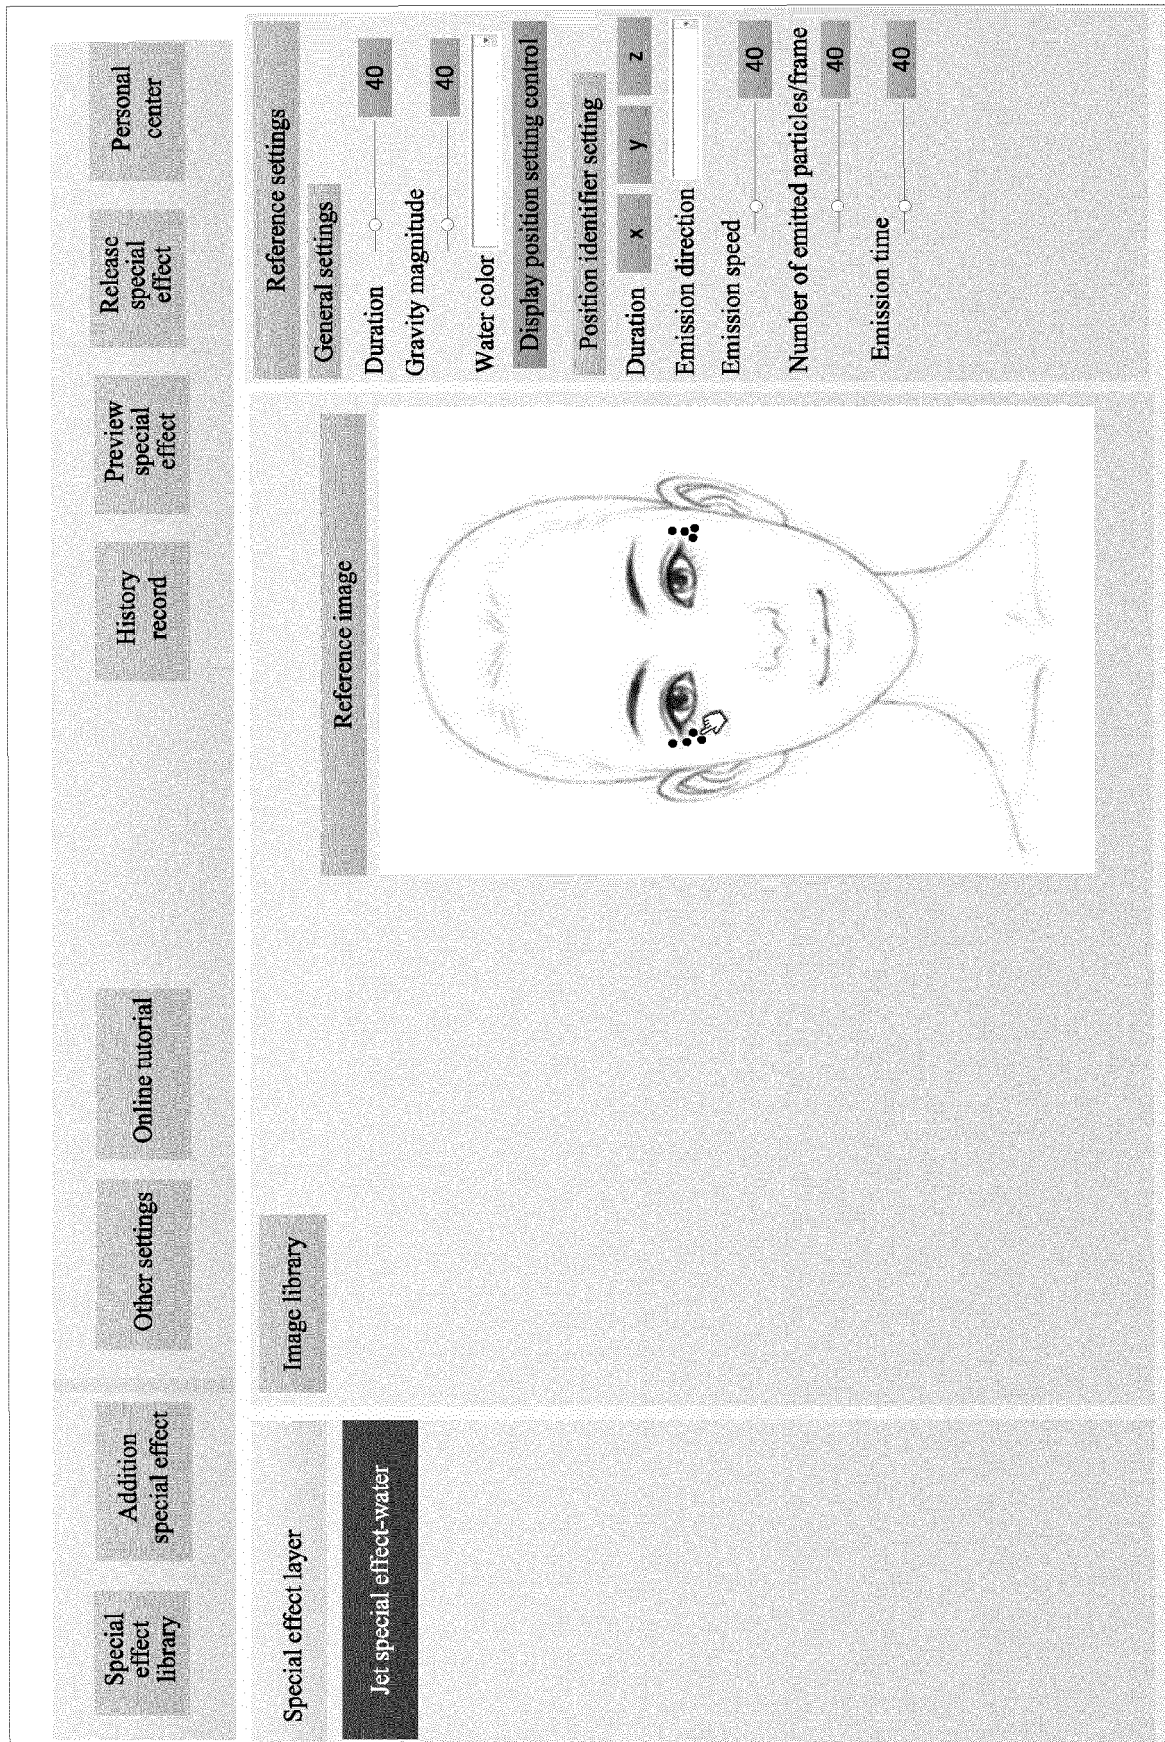 Special
effect
library
Addition
special effect
Other settings
Online tutorial
History
record
Preview
special
effect
Release
special
effect
Personal
center
Special effect layer
Jet special effect-water
Image library
Reference image
Reference settings
General settings
Duration
40
Gravity magnitude
40
Water color
Display position setting control
Position identifier setting
Duration
x
y
z
Emission direction
Emission speed
40
Number of emitted particles/frame
40
Emission time
40